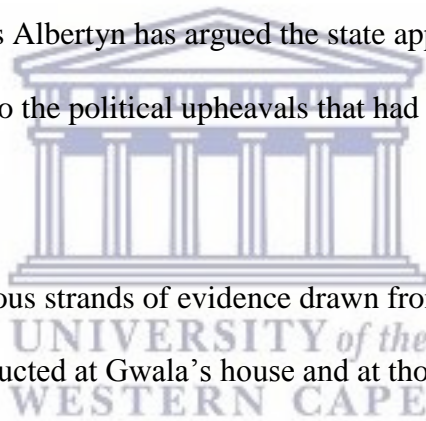 s Albertyn has argued the state app
o the political upheavals that had
ous strands of evidence drawn from
UNIVERSITY of the
ucted at Gwala’s house and at tho
WESTERN CAPE